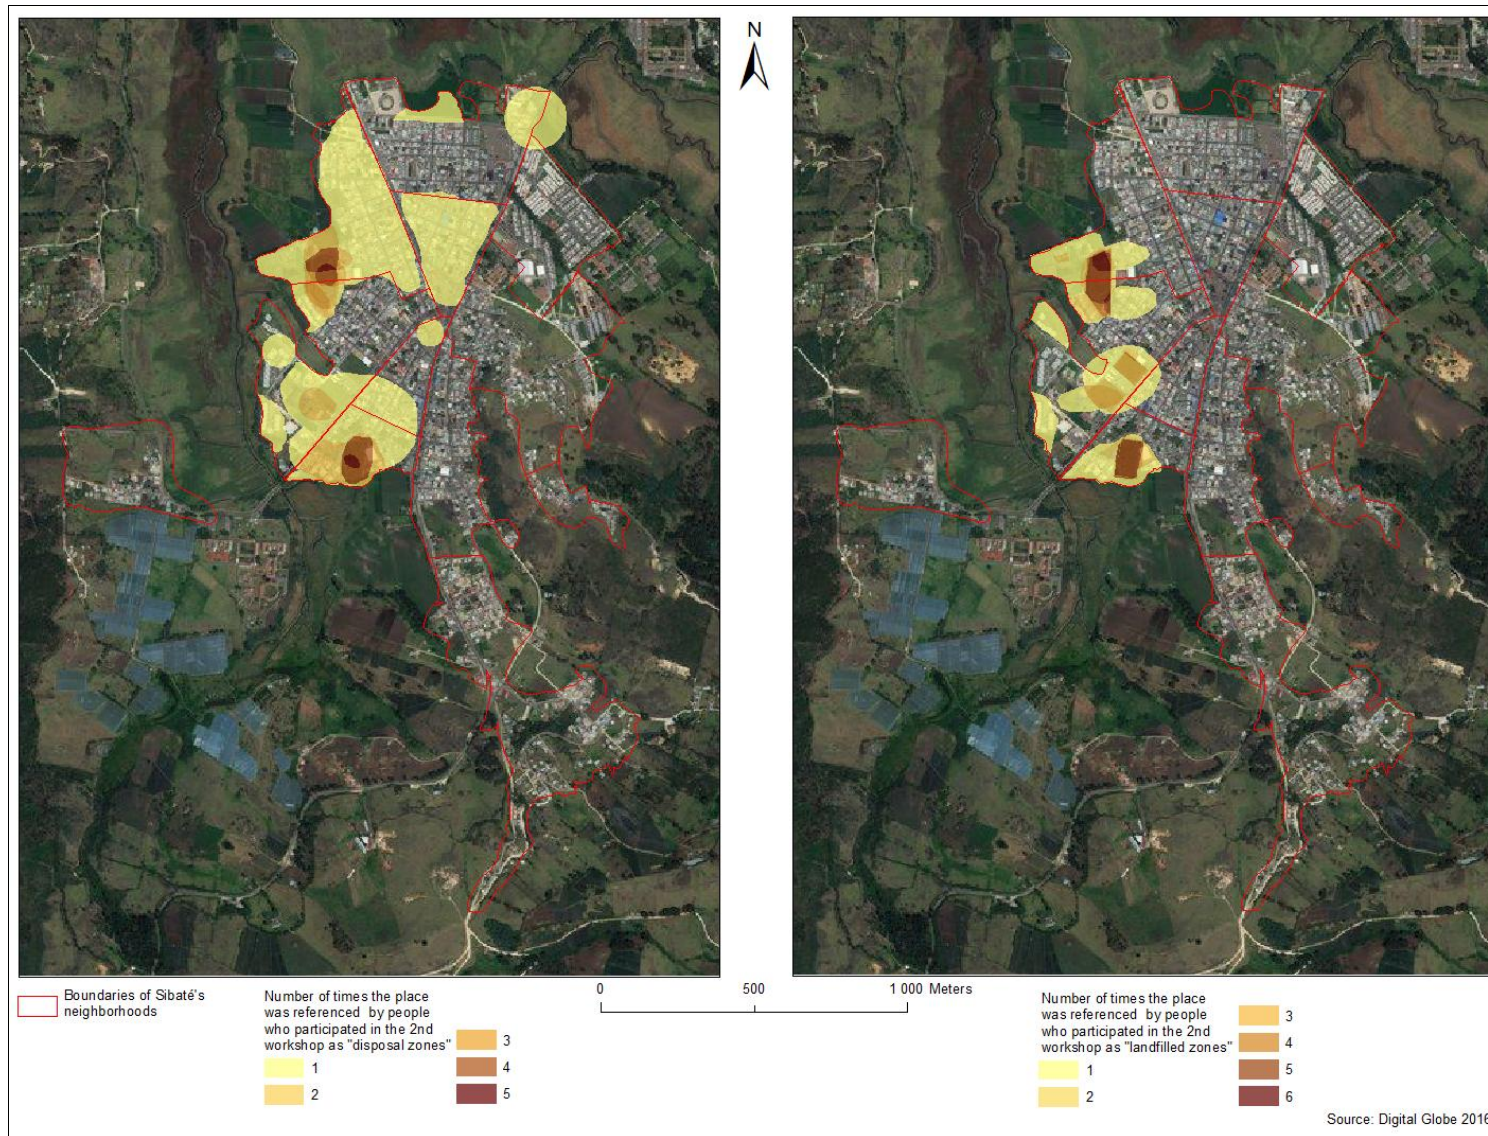 N
Boundaries of Sibaté's
neighborhoods
Number of times the place
was referenced by people
who participated in the 2nd
workshop as "disposal zones"
1
2
3
4
5
0 500 1 000 Meters
Number of times the place
was referenced by people
who participated in the 2nd
workshop as "landfilled zones"
1
2
3
4
5
6
Source: Digital Globe 2016